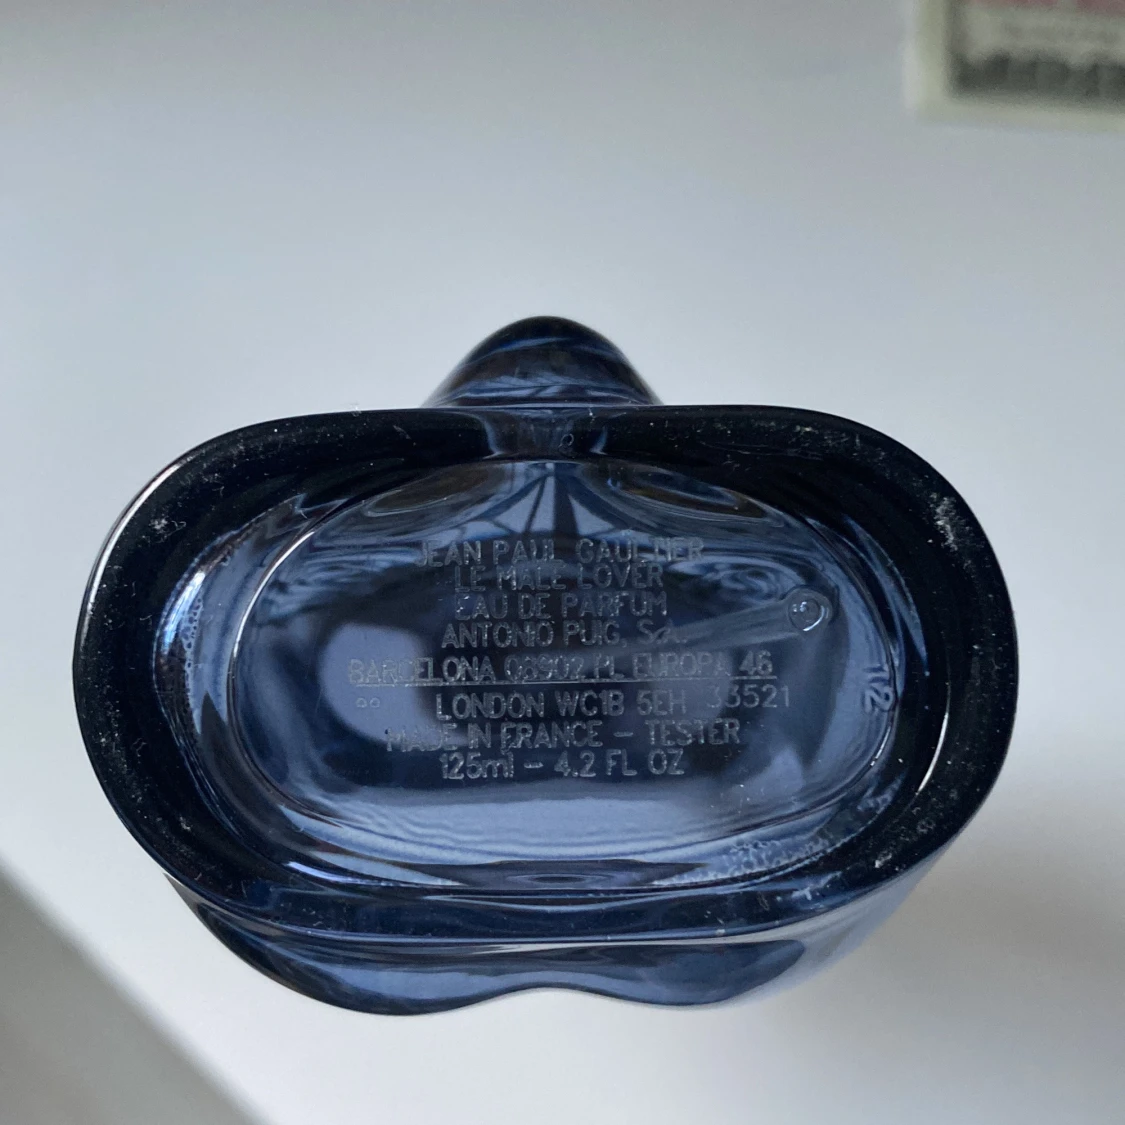 JEAN PAUL GAULTIER
LE MALE LOVER
EAU DE PARFUM
ANTONIO PUIG, S.A.
BARCELONA 08902 PL EUROPA 46
LONDON WC1B 5EH 33521
MADE IN FRANCE - TESTER
125ml - 4.2 FL OZ
12